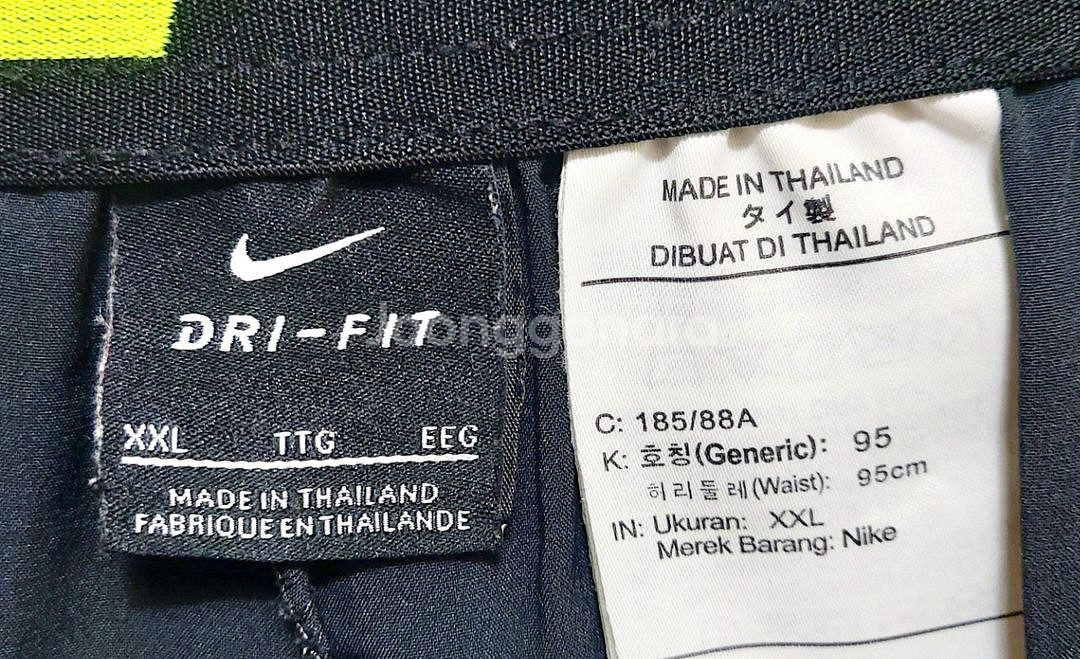 DRI-FIT
XXL TTG EEG
MADE IN THAILAND
FABRIQUE EN THAILANDE
MADE IN THAILAND
タイ製
DIBUAT DI THAILAND
C: 185/88A
K: 호칭(Generic): 95
허리둘레(Waist): 95cm
IN: Ukuran: XXL
Merek Barang: Nike